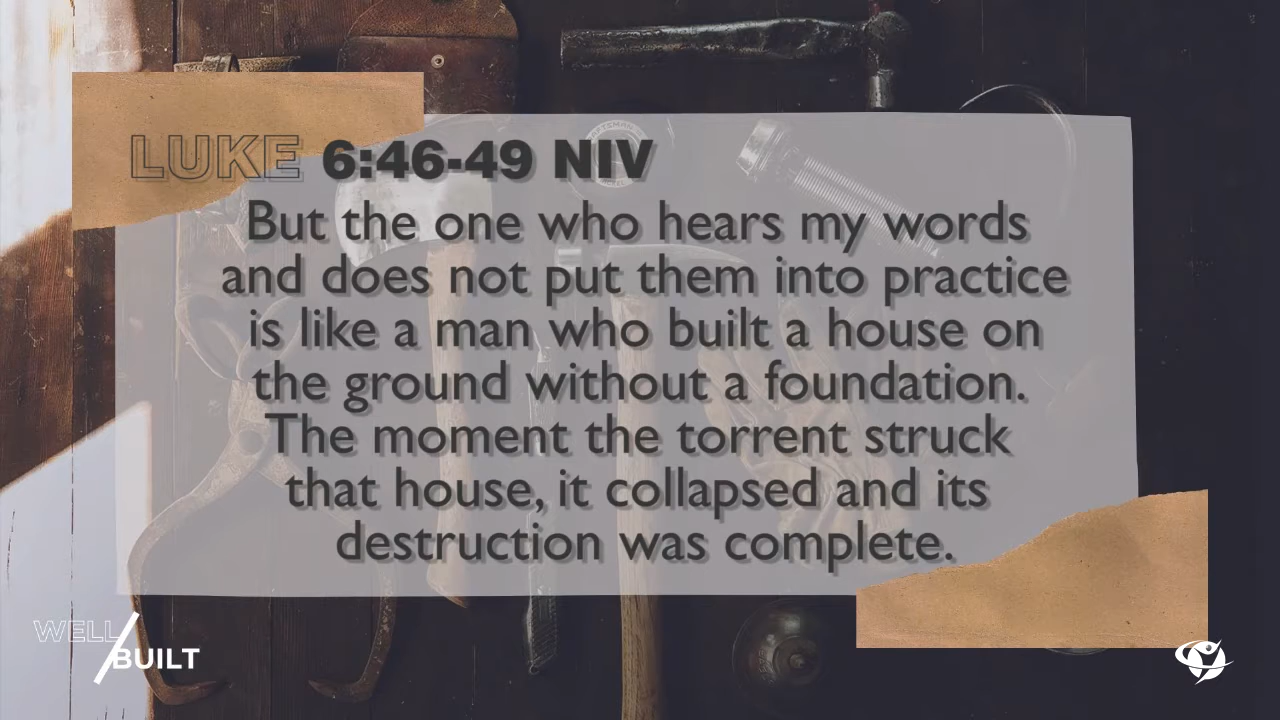 LUKE 6:46-49 NIV
But the one who hears my words
and does not put them into practice
is like a man who built a house on
the ground without a foundation.
The moment the torrent struck
that house, it collapsed and its
destruction was complete.
WELL
BUILT